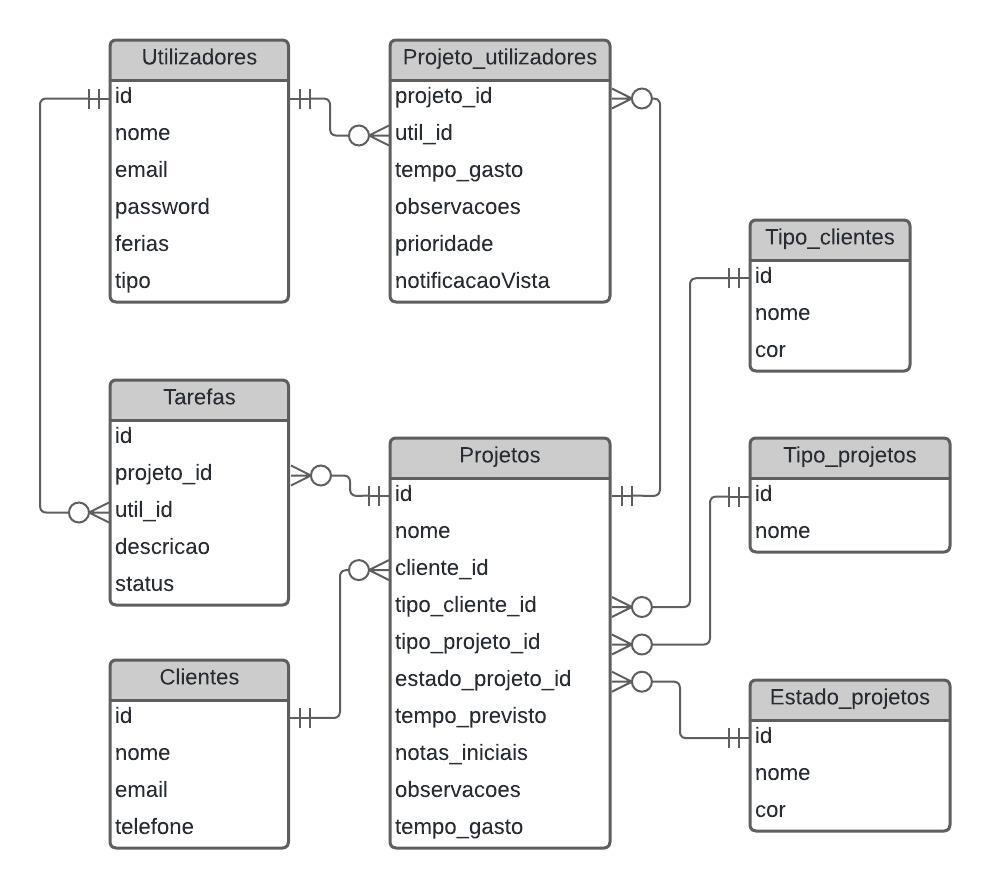 Utilizadores
id
nome
email
password
ferias
tipo
Projeto_utilizadores
projeto_id
util_id
tempo_gasto
observacoes
prioridade
notificacaoVista
Tipo_clientes
id
nome
cor
Tarefas
id
projeto_id
util_id
descricao
status
Projetos
id
nome
cliente_id
tipo_cliente_id
tipo_projeto_id
estado_projeto_id
tempo_previsto
notas_iniciais
observacoes
tempo_gasto
Tipo_projetos
id
nome
Clientes
id
nome
email
telefone
Estado_projetos
id
nome
cor